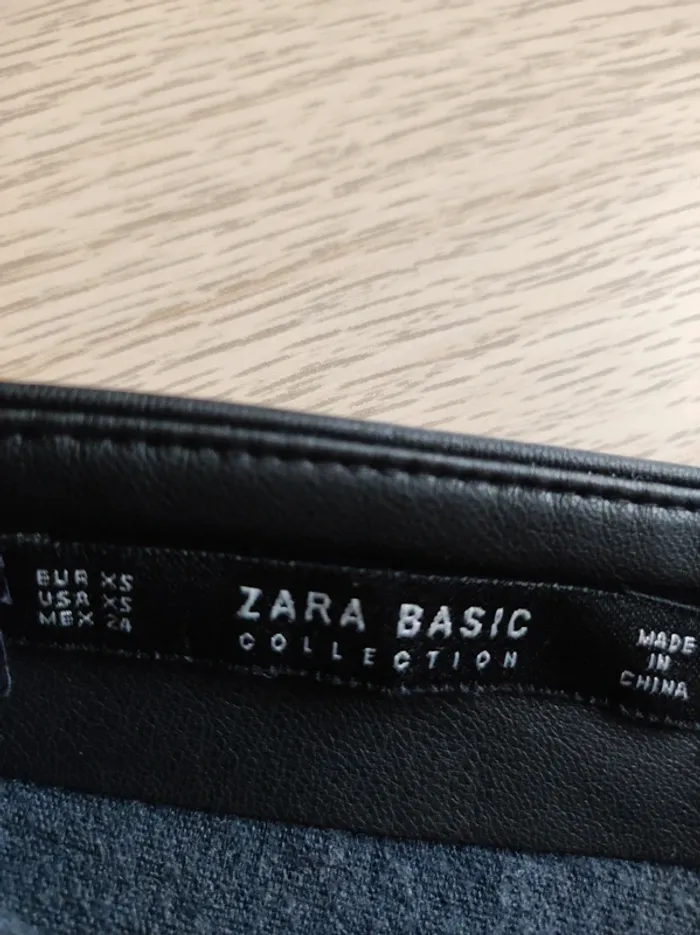 EUR XS
USA XS
MEX 24
ZARA BASIC
COLLECTION
MADE
IN
CHINA